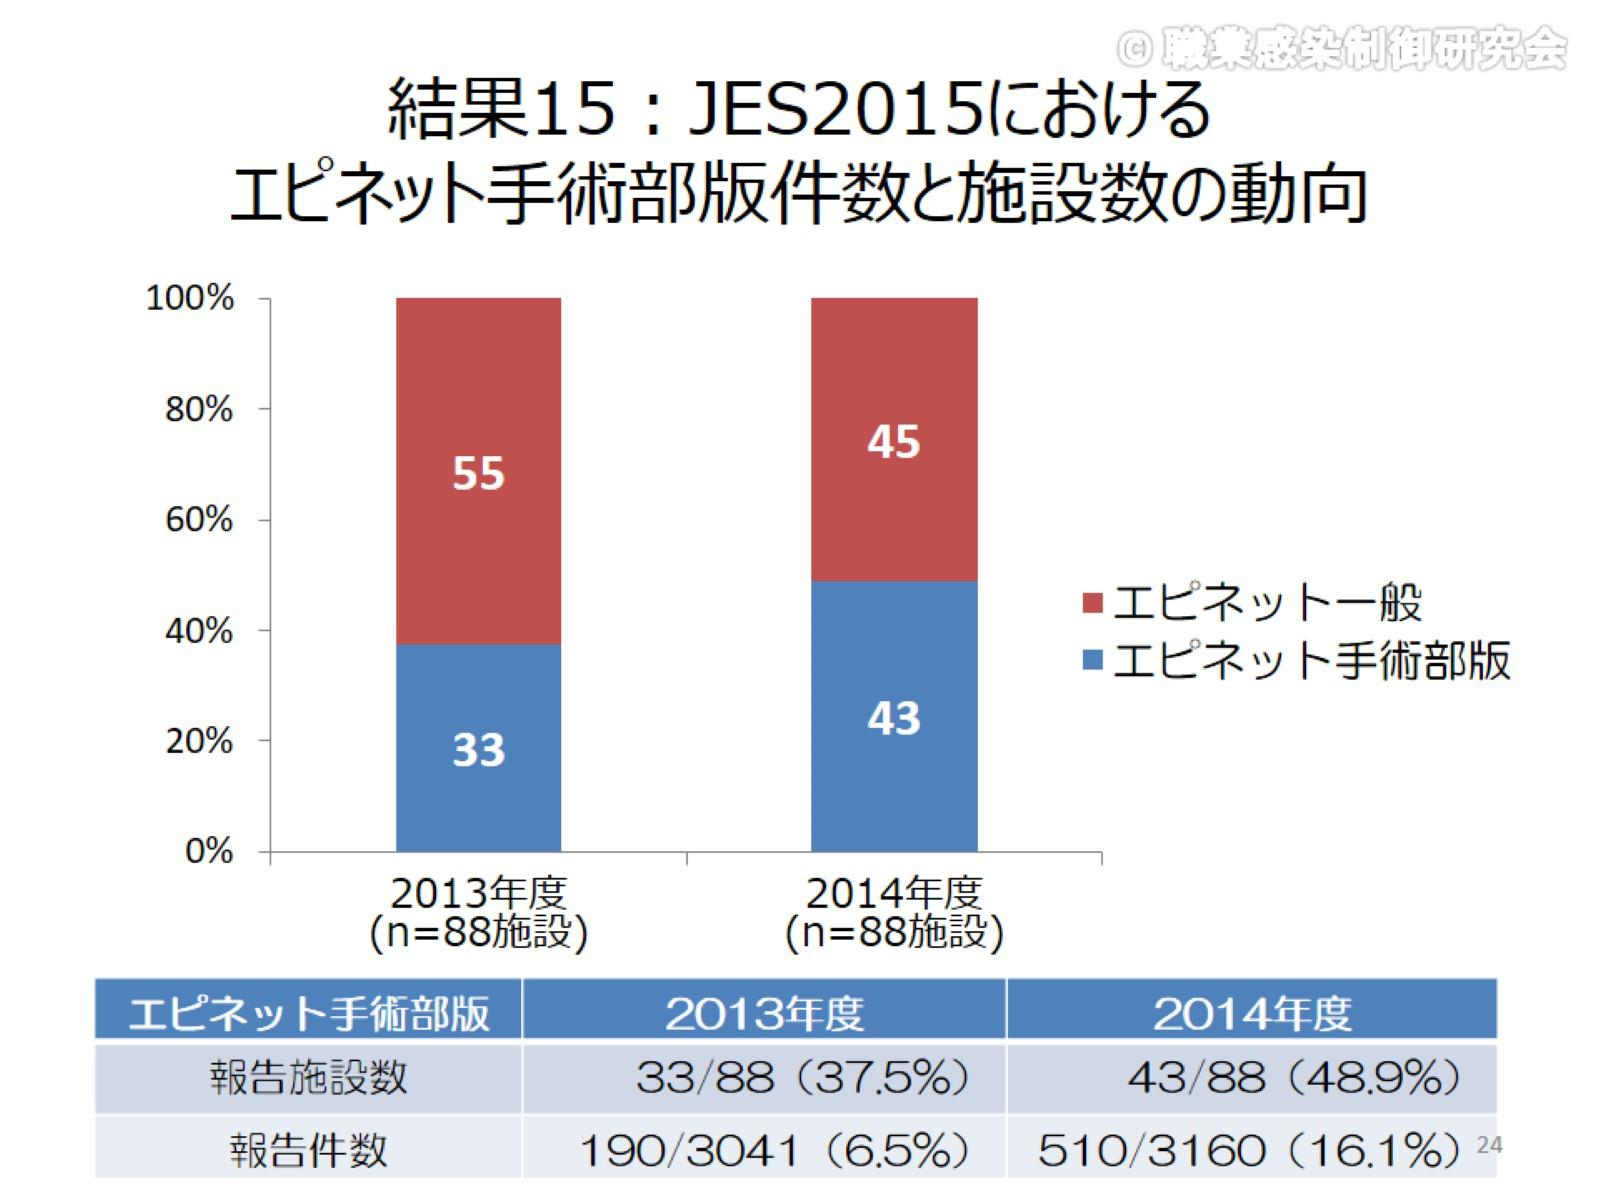 © 職業感染制御研究会
結果15：JES2015における
エピネット手術部版件数と施設数の動向
100%
80%
60%
40%
20%
0%
55
33
45
43
エピネット一般
エピネット手術部版
2013年度
(n=88施設)
2014年度
(n=88施設)
エピネット手術部版 2013年度 2014年度
報告施設数 33/88（37.5%） 43/88（48.9%）
報告件数 190/3041（6.5%） 510/3160（16.1%）
24